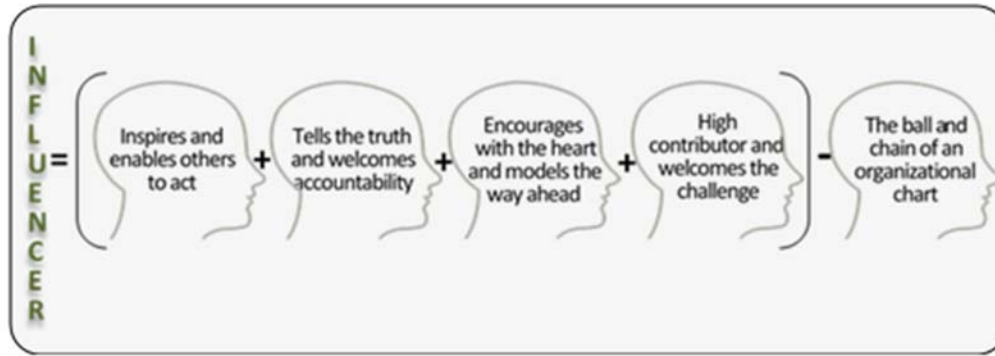 INFLUENCER
=
Inspires and
enables others
to act
+
Tells the truth
and welcomes
accountability
+
Encourages
with the heart
and models the
way ahead
+
High
contributor and
welcomes the
challenge
-
The ball and
chain of an
organizational
chart